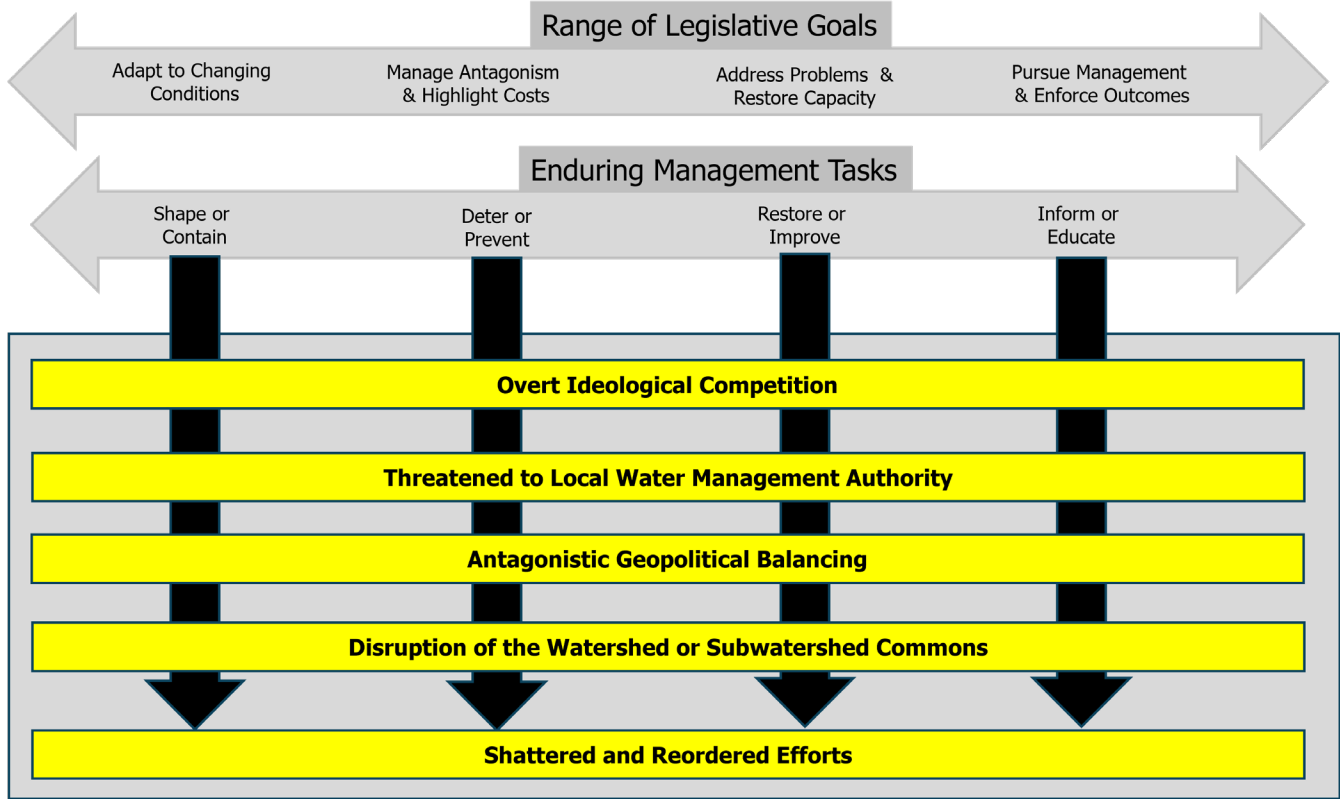 Range of Legislative Goals
Adapt to Changing
Conditions
Manage Antagonism
& Highlight Costs
Address Problems &
Restore Capacity
Pursue Management
& Enforce Outcomes
Enduring Management Tasks
Shape or
Contain
Deter or
Prevent
Restore or
Improve
Inform or
Educate
Overt Ideological Competition
Threatened to Local Water Management Authority
Antagonistic Geopolitical Balancing
Disruption of the Watershed or Subwatershed Commons
Shattered and Reordered Efforts